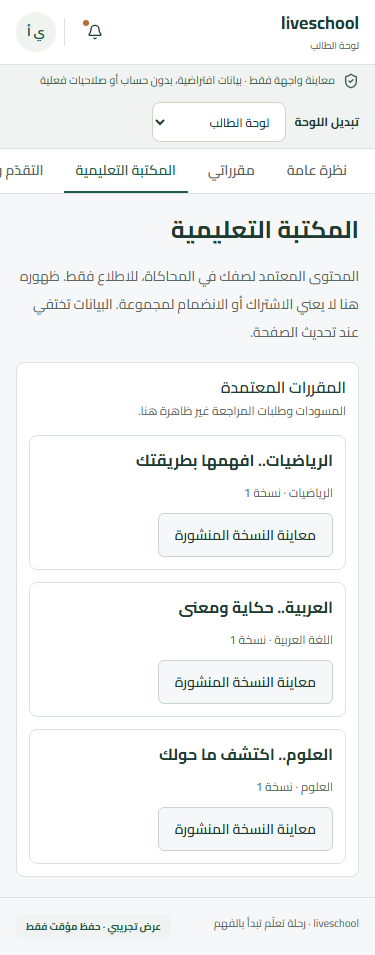 liveschool
لوحة الطالب
ي أ
معاينة واجهة فقط · بيانات افتراضية، بدون حساب أو صلاحيات فعلية
تبديل اللوحة
لوحة الطالب
نظرة عامة
مقرراتي
المكتبة التعليمية
التقدّم و
المكتبة التعليمية
المحتوى المعتمد لصفك في المحاكاة، للاطلاع فقط. ظهوره
هنا لا يعني الاشتراك أو الانضمام لمجموعة. البيانات تختفي
عند تحديث الصفحة.
المقررات المعتمدة
المسودات وطلبات المراجعة غير ظاهرة هنا.
الرياضيات.. افهمها بطريقتك
الرياضيات · نسخة 1
معاينة النسخة المنشورة
العربية.. حكاية ومعنى
اللغة العربية · نسخة 1
معاينة النسخة المنشورة
العلوم.. اكتشف ما حولك
العلوم · نسخة 1
معاينة النسخة المنشورة
liveschool · رحلة تعلّم تبدأ بالفهم
عرض تجريبي · حفظ مؤقت فقط